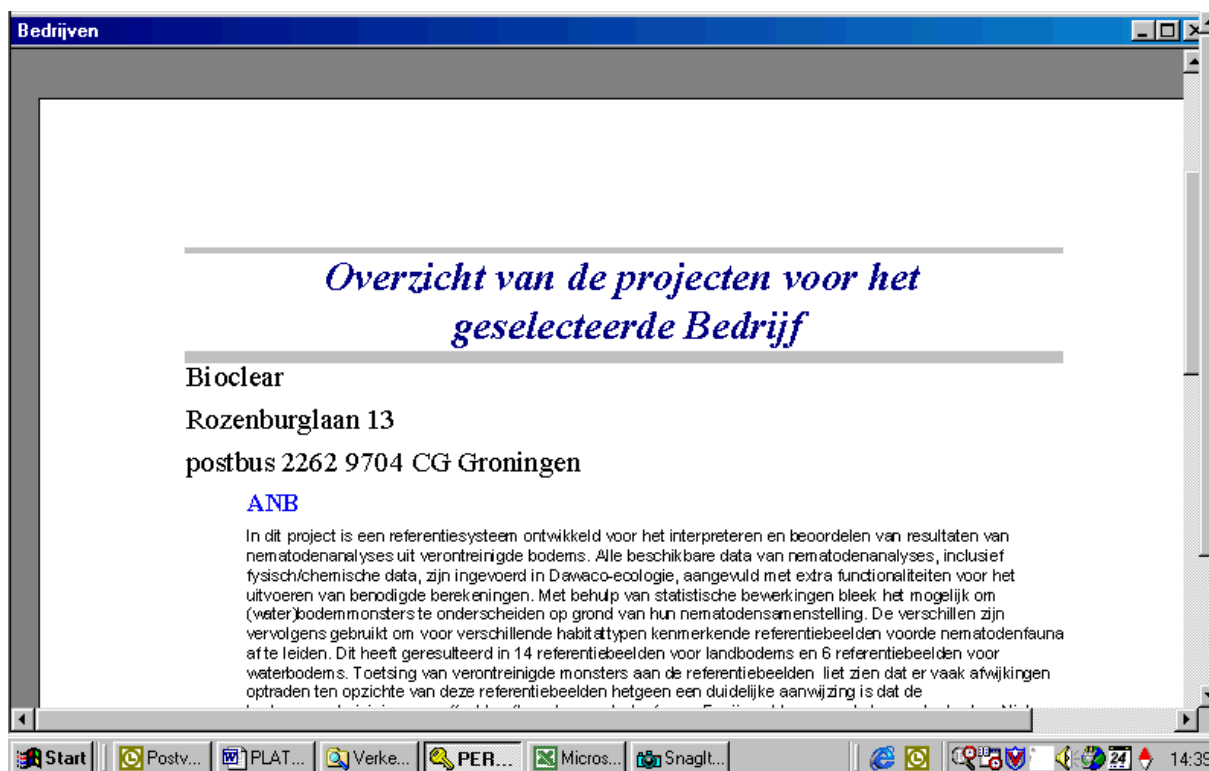 Bedrijven
Overzicht van de projecten voor het
geselecteerde Bedrijf
Bioclear
Rozenburglaan 13
postbus 2262 9704 CG Groningen
ANB
In dit project is een referentiesysteem ontwikkeld voor het interpreteren en beoordelen van resultaten van
nematodenanalyses uit verontreinigde bodems. Alle beschikbare data van nematodenanalyses, inclusief
fysisch/chemische data, zijn ingevoerd in Dawaco-ecologie, aangevuld met extra functionaliteiten voor het
uitvoeren van benodigde berekeningen. Met behulp van statistische bewerkingen bleek het mogelijk om
(water)bodemmonsters te onderscheiden op grond van hun nematodensamenstelling. De verschillen zijn
vervolgens gebruikt om voor verschillende habitattypen kenmerkende referentiebeelden voorde nematodenfauna
af te leiden. Dit heeft geresulteerd in 14 referentiebeelden voor landbodems en 6 referentiebeelden voor
waterbodems. Toetsing van verontreinigde monsters aan de referentiebeelden liet zien dat er vaak afwijkingen
optraden ten opzichte van deze referentiebeelden hetgeen een duidelijke aanwijzing is dat de
Start Postv... PLAT... Verke... PER... Micros... SnagIt... 24 14:39